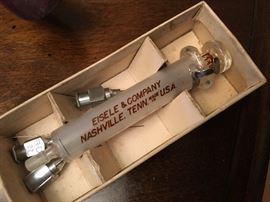 EISELE & COMPANY
NASHVILLE, TENN. USA